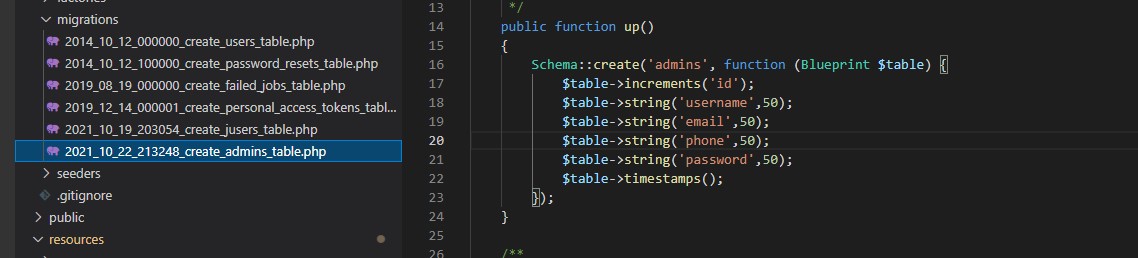 migrations
2014_10_12_000000_create_users_table.php
2014_10_12_100000_create_password_resets_table.php
2019_08_19_000000_create_failed_jobs_table.php
2019_12_14_000001_create_personal_access_tokens_tabl...
2021_10_19_203054_create_jusers_table.php
2021_10_22_213248_create_admins_table.php
seeders
.gitignore
public
resources
13 */
14 public function up()
15 {
16 Schema::create('admins', function (Blueprint $table) {
17 $table->increments('id');
18 $table->string('username',50);
19 $table->string('email',50);
20 $table->string('phone',50);
21 $table->string('password',50);
22 $table->timestamps();
23 });
24 }
25
26 /**